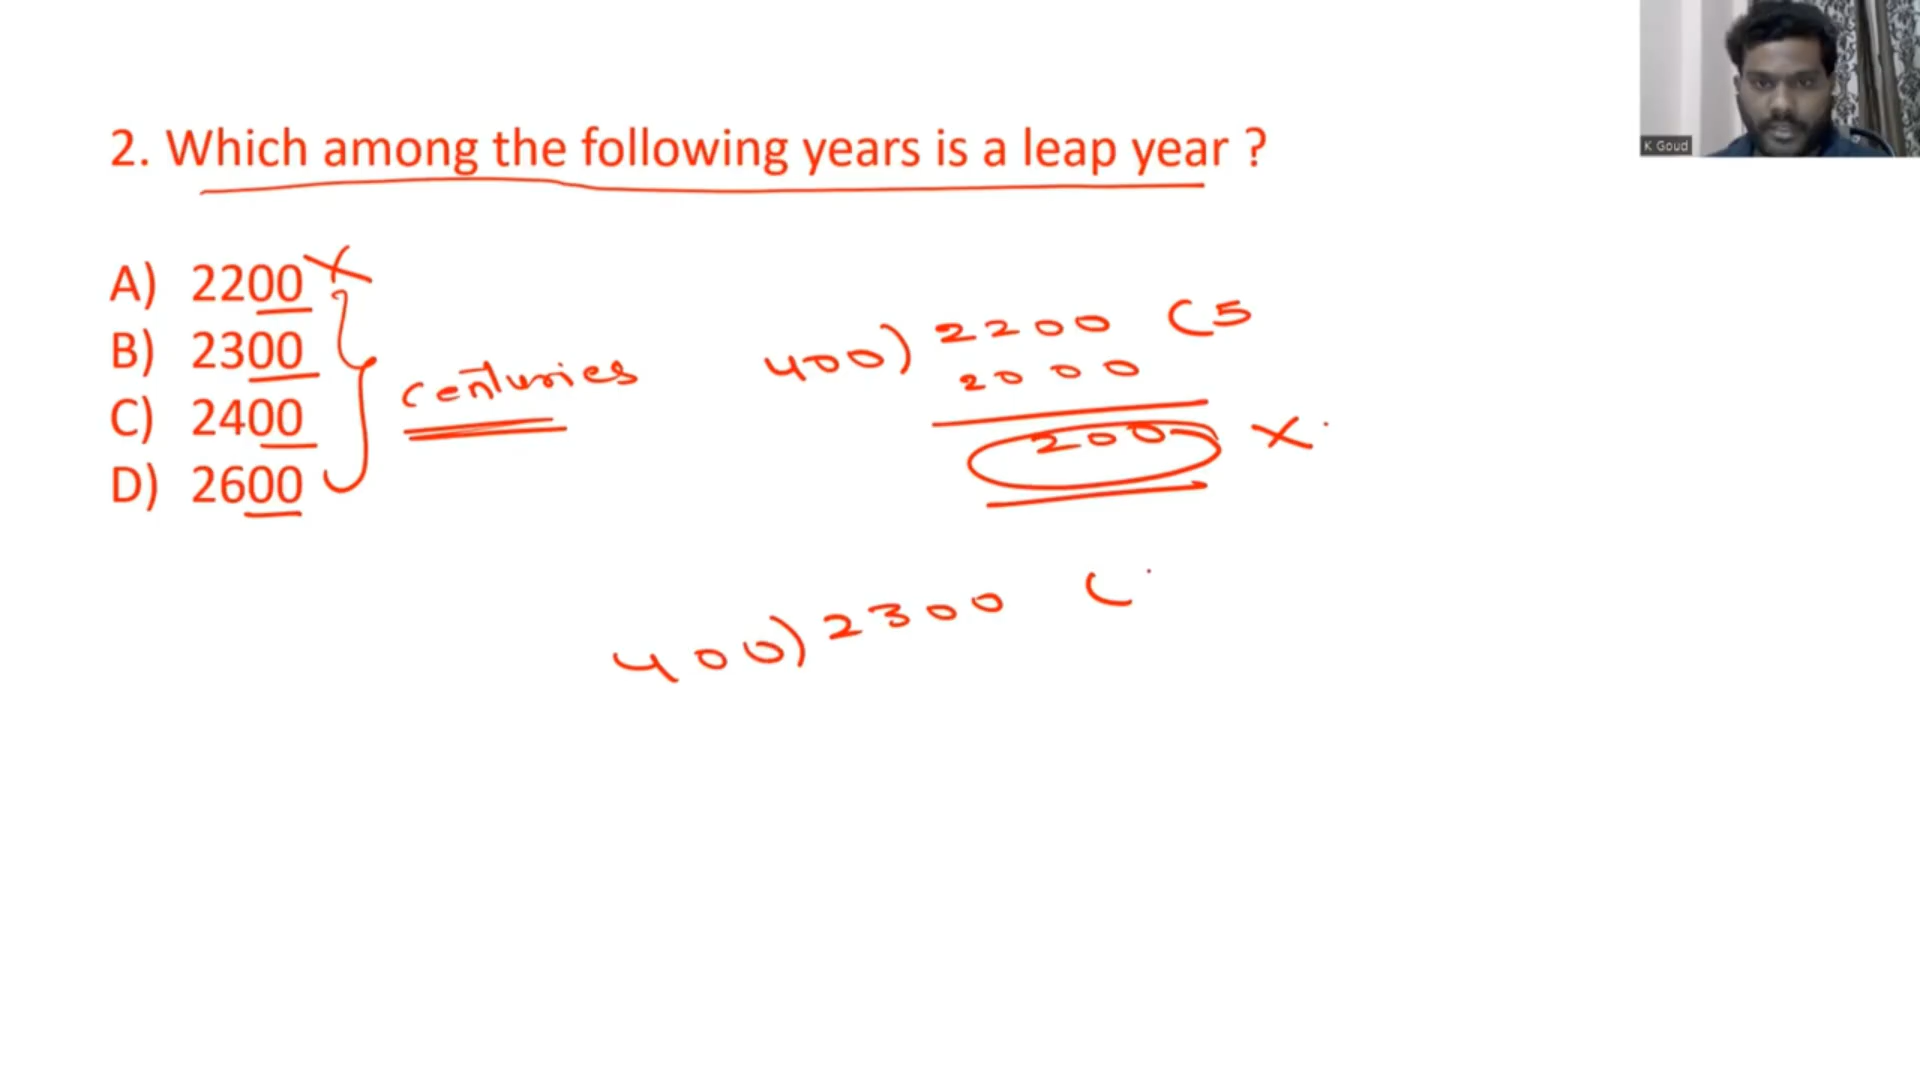 K Goud
2. Which among the following years is a leap year ?
A) 2200 X
B) 2300
C) 2400
D) 2600
centuries
400) 2200 (5
2000
200 X
400) 2300 (